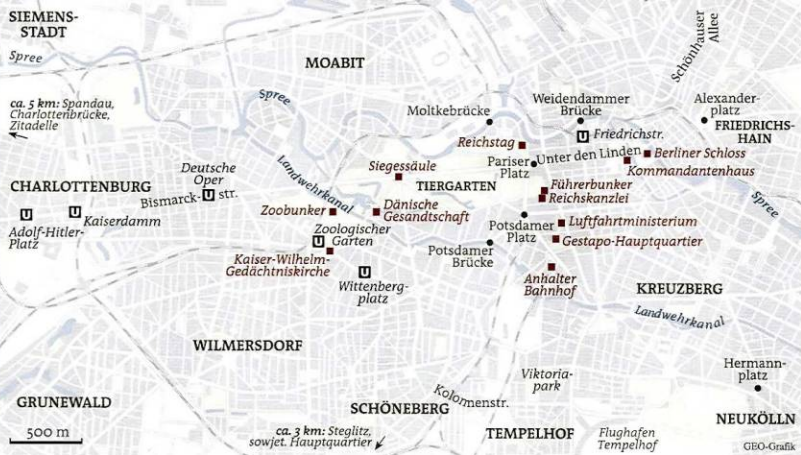 SIEMENS-
STADT
Spree
ca. 5 km: Spandau,
Charlottenbrücke,
Zitadelle
MOABIT
Spree
Moltkebrücke
Weidendammer
Brücke
Schönhauser
Allee
Alexander-
platz
FRIEDRICHS-
HAIN
U Friedrichstr.
Reichstag
Pariser
Platz
Unter den Linden
Berliner Schloss
Kommandantenhaus
Siegessäule
TIERGARTEN
Führerbunker
Reichskanzlei
Spree
CHARLOTTENBURG
Deutsche
Oper
Bismarck- U str.
Landwehrkanal
Zoobunker
Dänische
Gesandtschaft
U
Adolf-Hitler-
Platz
U Kaiserdamm
Zoologischer
U Garten
Kaiser-Wilhelm-
Gedächtniskirche
U
Wittenberg-
platz
Potsdamer
Platz
Potsdamer
Brücke
Luftfahrtministerium
Gestapo-Hauptquartier
Anhalter
Bahnhof
KREUZBERG
Landwehrkanal
WILMERSDORF
Viktoria-
park
Hermann-
platz
Kolonnenstr.
GRUNEWALD
500 m
SCHÖNEBERG
ca. 3 km: Steglitz,
sowjet. Hauptquartier
TEMPELHOF
Flughafen
Tempelhof
NEUKÖLLN
GEO-Grafik